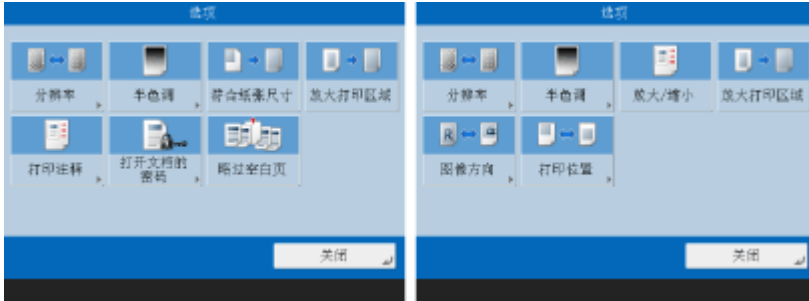 选项
分辨率
半色调
符合纸张尺寸
放大打印区域
打印注释
打开文档的
密码
略过空白页
关闭
选项
分辨率
半色调
放大/缩小
放大打印区域
R
图像方向
打印位置
关闭